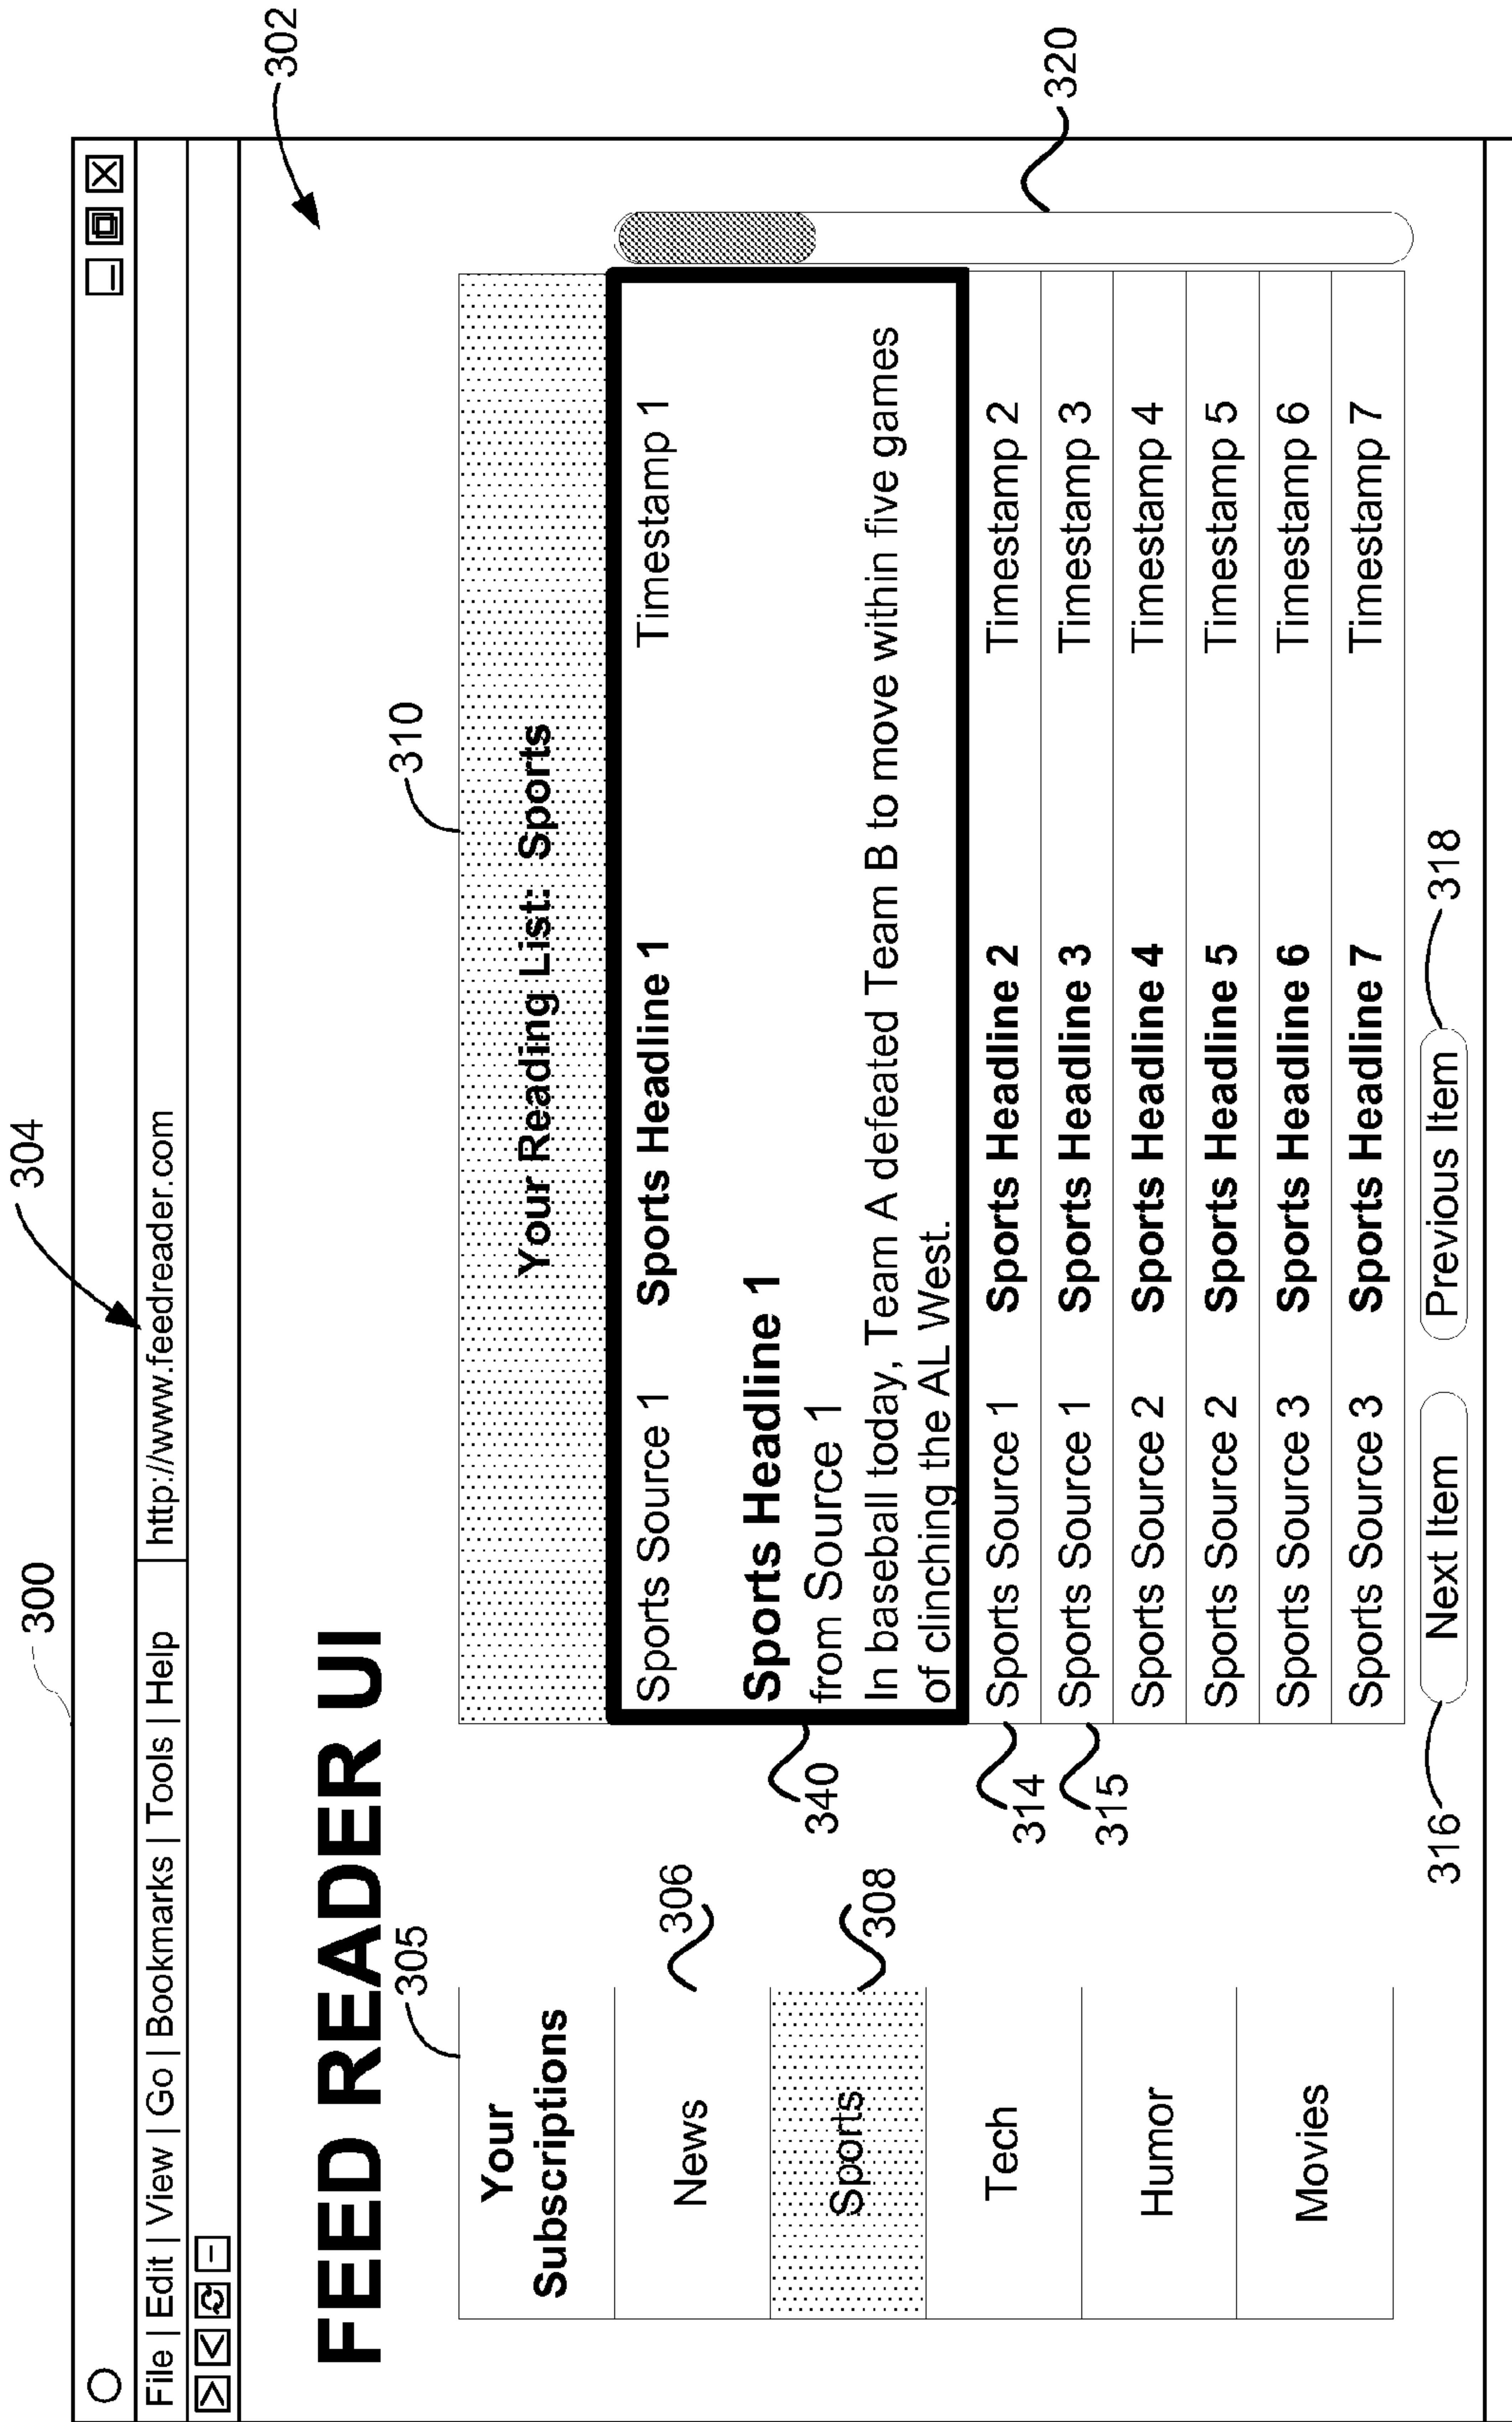 300
304
302
File | Edit | View | Go | Bookmarks | Tools | Help
http://www.feedreader.com
FEED READER UI
305
310
Your
Subscriptions
News
306
Sports
308
Tech
Humor
Movies
Your Reading List: Sports
Sports Source 1 Sports Headline 1 Timestamp 1
Sports Headline 1
from Source 1
In baseball today, Team A defeated Team B to move within five games
of clinching the AL West.
340
320
314
Sports Source 1 Sports Headline 2 Timestamp 2
315
Sports Source 1 Sports Headline 3 Timestamp 3
Sports Source 2 Sports Headline 4 Timestamp 4
Sports Source 2 Sports Headline 5 Timestamp 5
Sports Source 3 Sports Headline 6 Timestamp 6
Sports Source 3 Sports Headline 7 Timestamp 7
316
Next Item
Previous Item
318